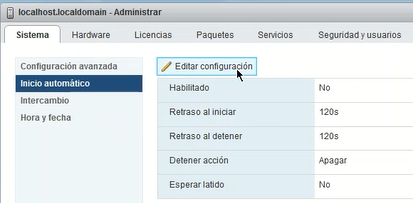 localhost.localdomain - Administrar
Sistema Hardware Licencias Paquetes Servicios Seguridad y usuarios
Configuración avanzada
Inicio automático
Intercambio
Hora y fecha
Editar configuración
Habilitado No
Retraso al iniciar 120s
Retraso al detener 120s
Detener acción Apagar
Esperar latido No